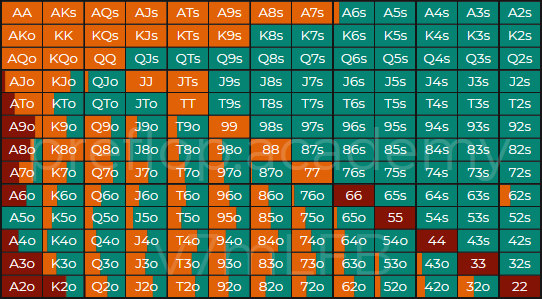 AA AKs AQs AJs ATs A9s A8s A7s A6s A5s A4s A3s A2s
AKo KK KQs KJs KTs K9s K8s K7s K6s K5s K4s K3s K2s
AQo KQo QQ QJs QTs Q9s Q8s Q7s Q6s Q5s Q4s Q3s Q2s
AJo KJo QJo JJ JTs J9s J8s J7s J6s J5s J4s J3s J2s
ATo KTo QTo JTo TT T9s T8s T7s T6s T5s T4s T3s T2s
A9o K9o Q9o J9o T9o 99 98s 97s 96s 95s 94s 93s 92s
A8o K8o Q8o J8o T8o 98o 88 87s 86s 85s 84s 83s 82s
preflop.academy
A7o K7o Q7o J7o T7o 97o 87o 77 76s 75s 74s 73s 72s
A6o K6o Q6o J6o T6o 96o 86o 76o 66 65s 64s 63s 62s
A5o K5o Q5o J5o T5o 95o 85o 75o 65o 55 54s 53s 52s
A4o K4o Q4o J4o T4o 94o 84o 74o 64o 54o 44 43s 42s
A3o K3o Q3o J3o T3o 93o 83o 73o 63o 53o 43o 33 32s
A2o K2o Q2o J2o T2o 92o 82o 72o 62o 52o 42o 32o 22